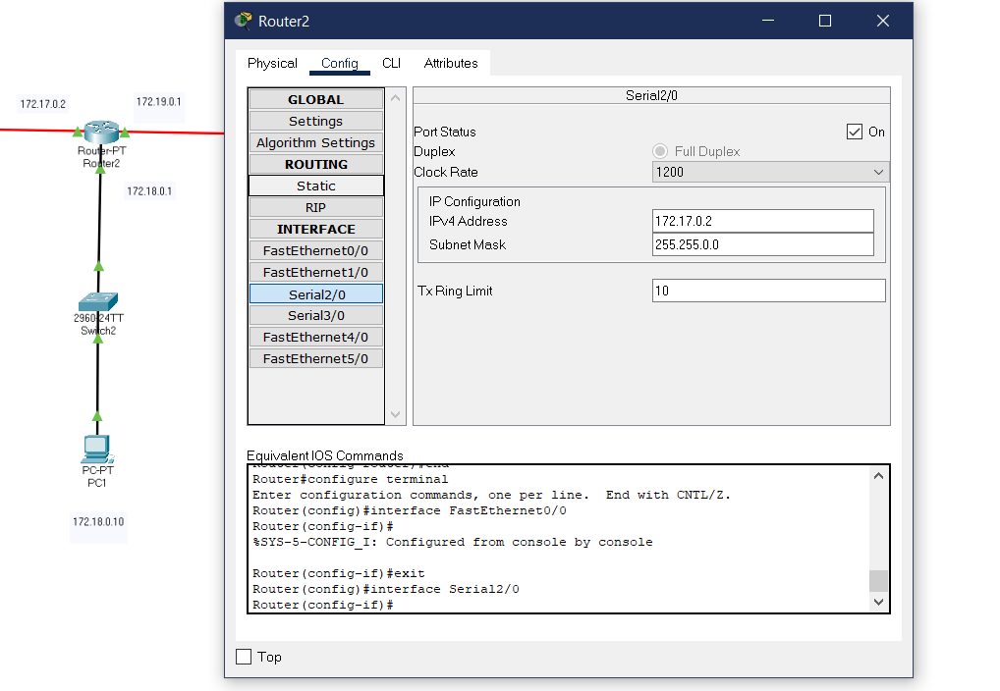 Router2
Physical
Config
CLI
Attributes
GLOBAL
Settings
Algorithm Settings
ROUTING
Static
RIP
INTERFACE
FastEthernet0/0
FastEthernet1/0
Serial2/0
Serial3/0
FastEthernet4/0
FastEthernet5/0
Serial2/0
Port Status
On
Duplex
Full Duplex
Clock Rate
1200
IP Configuration
IPv4 Address
172.17.0.2
Subnet Mask
255.255.0.0
Tx Ring Limit
10
Equivalent IOS Commands
Router(config-router)#end
Router#configure terminal
Enter configuration commands, one per line.  End with CNTL/Z.
Router(config)#interface FastEthernet0/0
Router(config-if)#
%SYS-5-CONFIG_I: Configured from console by console
Router(config-if)#exit
Router(config)#interface Serial2/0
Router(config-if)#
Top
172.17.0.2
172.19.0.1
Router-PT
Router2
172.18.0.1
2960-24TT
Switch2
PC-PT
PC1
172.18.0.10